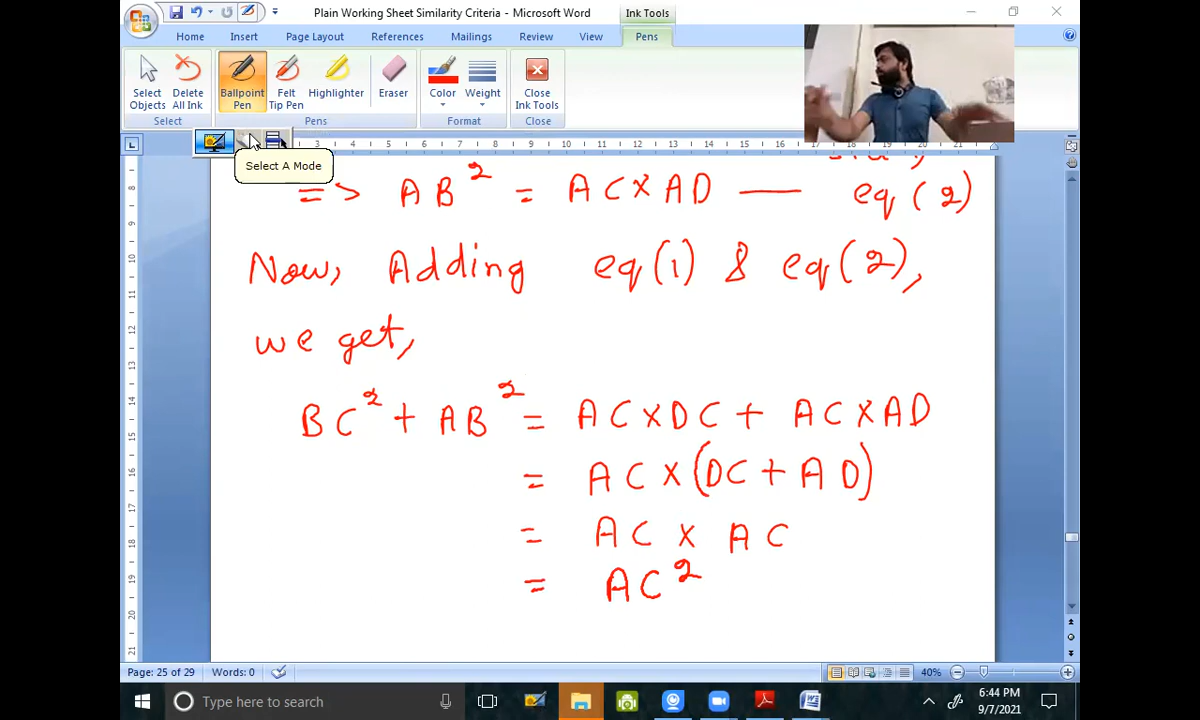 Plain Working Sheet Similarity Criteria - Microsoft Word
Ink Tools
Home Insert Page Layout References Mailings Review View Pens
Select Objects
Delete All Ink
Ballpoint Pen
Felt Tip Pen
Highlighter
Eraser
Color
Weight
Close Ink Tools
Select Pens Format Close
Select A Mode
=> AB² = AC×AD — eq(2)
Now, Adding eq(1) & eq(2),
we get,
BC² + AB² = AC×DC + AC×AD
= AC×(DC+AD)
= AC × AC
= AC²
Page: 25 of 29 Words: 0 40%
Type here to search
6:44 PM
9/7/2021